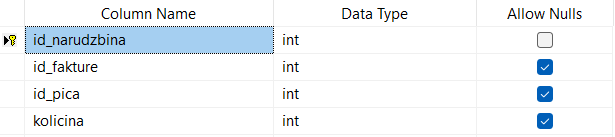 Column Name Data Type Allow Nulls
id_narudzbina int
id_fakture int
id_pica int
kolicina int